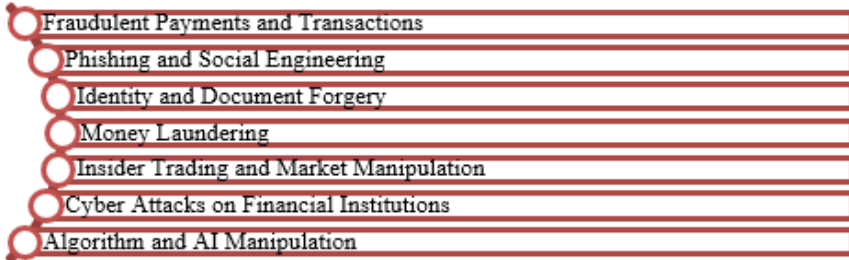 Fraudulent Payments and Transactions
Phishing and Social Engineering
Identity and Document Forgery
Money Laundering
Insider Trading and Market Manipulation
Cyber Attacks on Financial Institutions
Algorithm and AI Manipulation